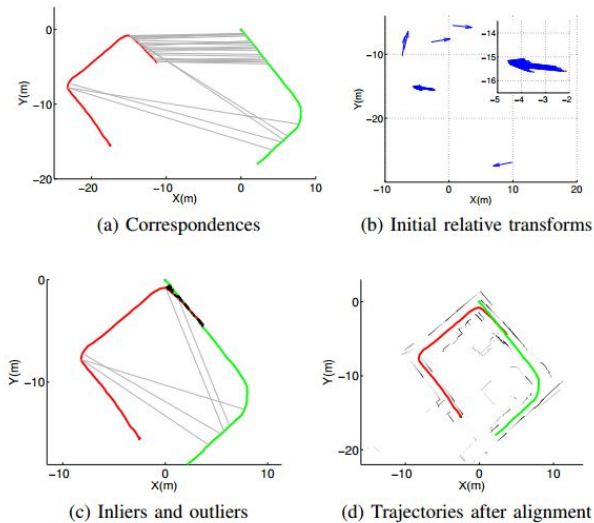 0
−10
−20
Y(m)
−20
−10
0
10
X(m)
(a) Correspondences
0
−10
−20
−30
Y(m)
−10
0
10
20
X(m)
−14
−15
−16
−5
−4
−3
−2
(b) Initial relative transforms
0
−10
Y(m)
−10
0
10
X(m)
(c) Inliers and outliers
0
−10
−20
Y(m)
−10
0
10
X(m)
(d) Trajectories after alignment